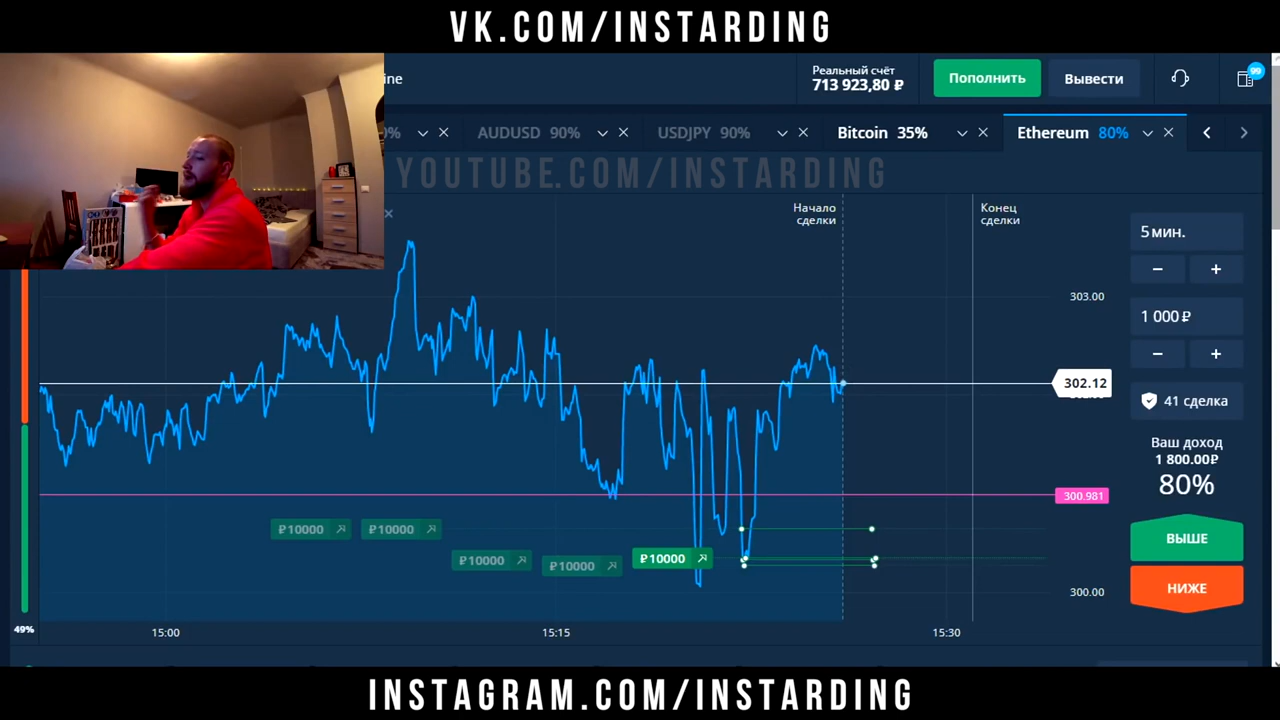 VK.COM/INSTARDING
ine
Реальный счёт
713 923,80 ₽
Пополнить
Вывести
99
0%
AUDUSD 90%
USDJPY 90%
Bitcoin 35%
Ethereum 80%
YOUTUBE.COM/INSTARDING
Начало
сделки
Конец
сделки
5 мин.
303.00
1 000 ₽
302.12
41 сделка
Ваш доход
1 800.00₽
80%
300.981
₽10000
₽10000
₽10000
₽10000
₽10000
ВЫШЕ
НИЖЕ
300.00
49%
15:00
15:15
15:30
INSTAGRAM.COM/INSTARDING